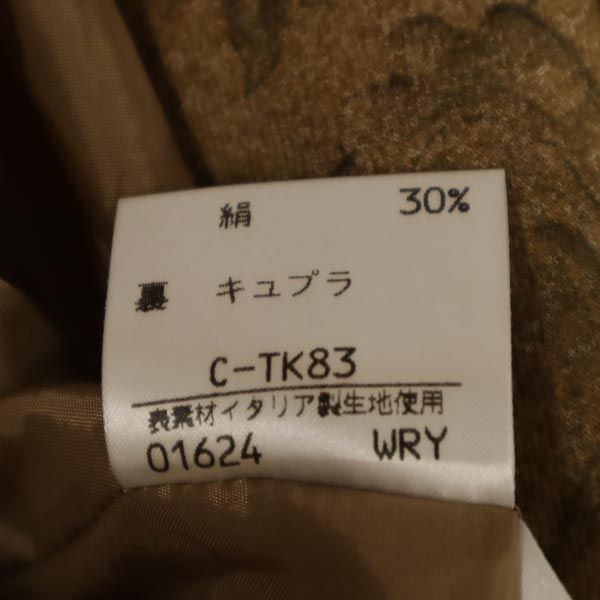 絹 30%
裏 キュプラ
C-TK83
表素材イタリア製生地使用
01624 WRY